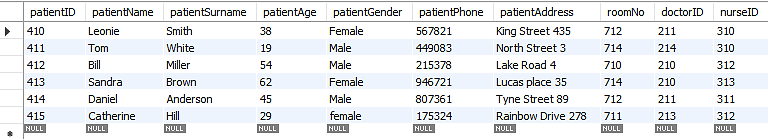 patientID patientName patientSurname patientAge patientGender patientPhone patientAddress roomNo doctorID nurseID
410 Leonie Smith 38 Female 567821 King Street 435 712 211 310
411 Tom White 19 Male 449083 North Street 3 714 214 310
412 Bill Miller 54 Male 215378 Lake Road 4 710 210 312
413 Sandra Brown 62 Female 946721 Lucas place 35 714 210 313
414 Daniel Anderson 45 Male 807361 Tyne Street 89 712 211 311
415 Catherine Hill 29 female 175324 Rainbow Drive 278 711 213 312
NULL NULL NULL NULL NULL NULL NULL NULL NULL NULL